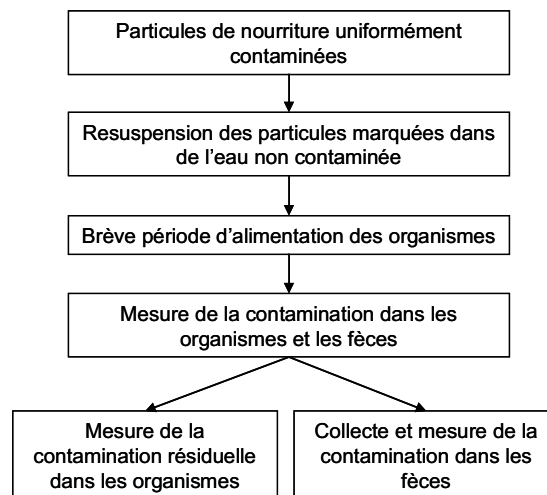 Particules de nourriture uniformément
contaminées
Resuspension des particules marquées dans
de l'eau non contaminée
Brève période d'alimentation des organismes
Mesure de la contamination dans les
organismes et les fèces
Mesure de la
contamination résiduelle
dans les organismes
Collecte et mesure de la
contamination dans les
fèces